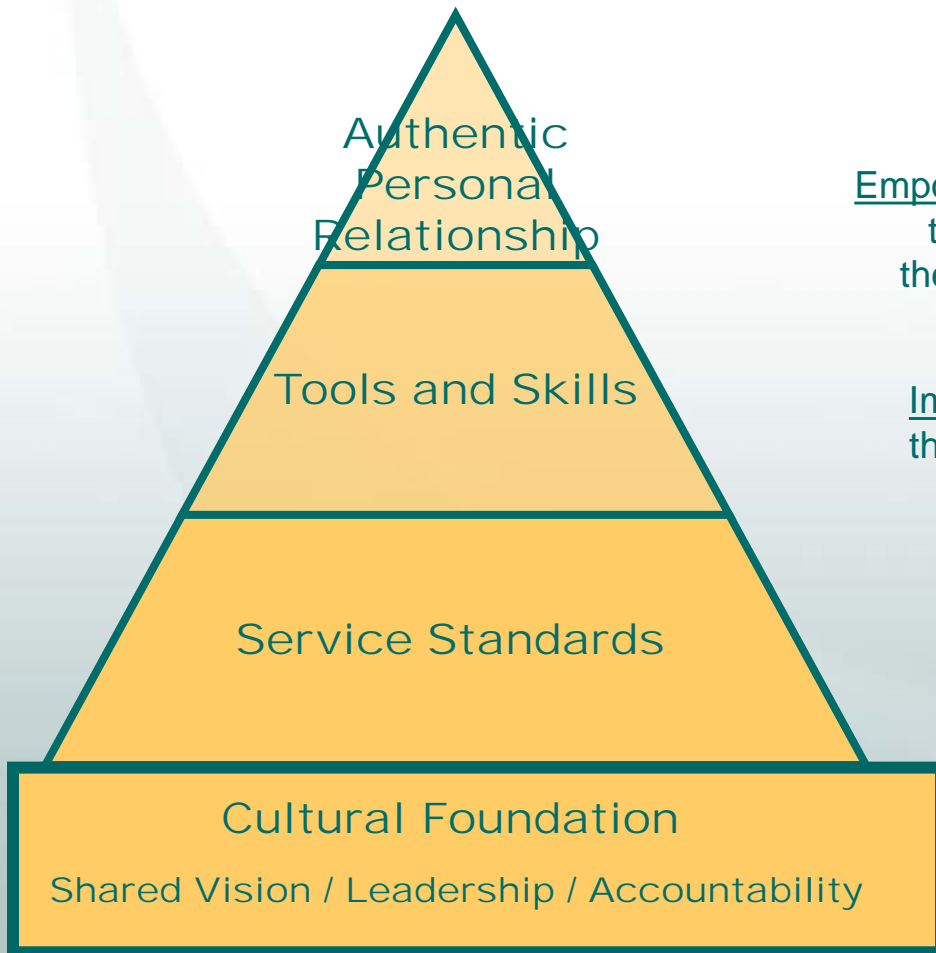 Authentic
Personal
Relationship
Tools and Skills
Service Standards
Cultural Foundation
Shared Vision / Leadership / Accountability